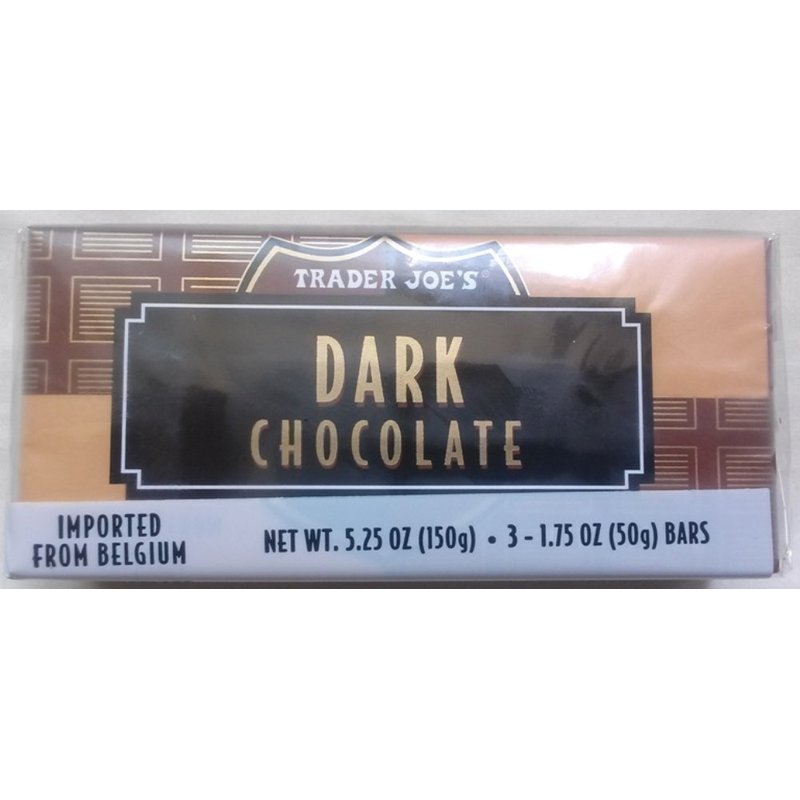 TRADER JOE'S®
DARK
CHOCOLATE
IMPORTED
FROM BELGIUM
NET WT. 5.25 OZ (150g) • 3 - 1.75 OZ (50g) BARS